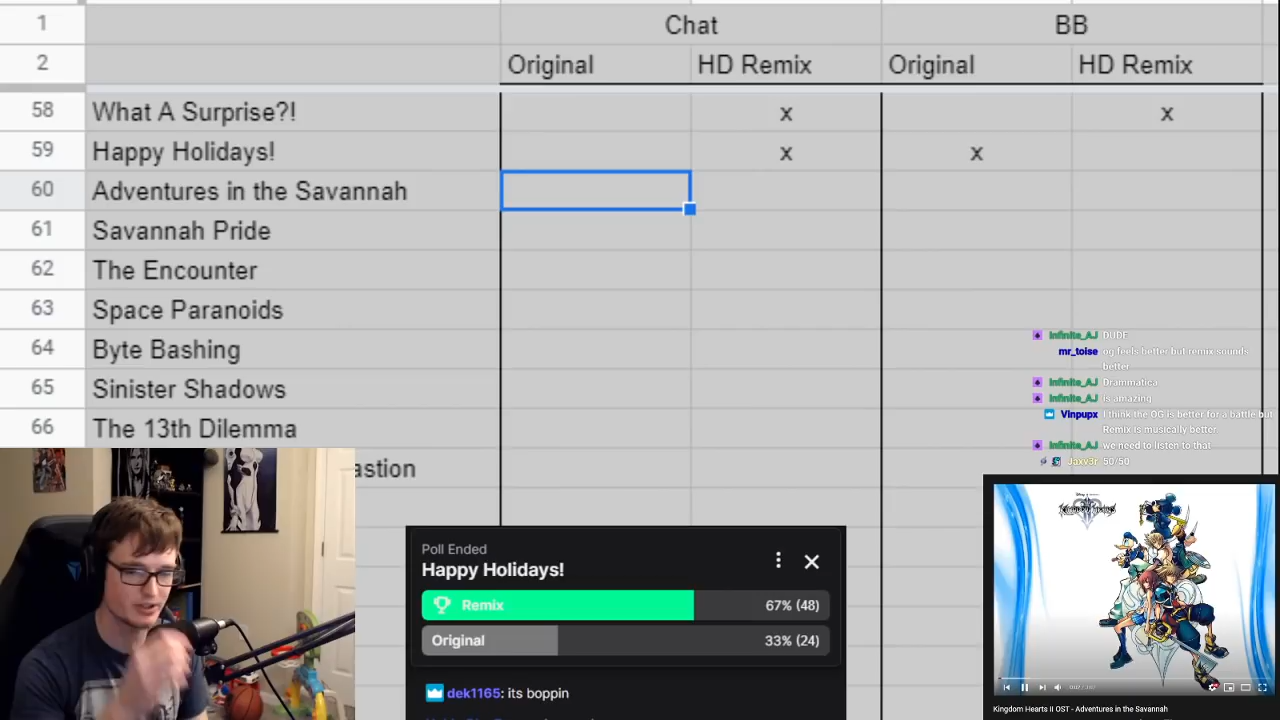 1 Chat BB
2 Original HD Remix Original HD Remix
58 What A Surprise?! x x
59 Happy Holidays! x x
60 Adventures in the Savannah
61 Savannah Pride
62 The Encounter
63 Space Paranoids
64 Byte Bashing
65 Sinister Shadows
66 The 13th Dilemma
astion
Infinite_AJ DUDE
mr_toise og feels better but remix sounds
better
Infinite_AJ Drammatica
Infinite_AJ Is amazing
Vinpupx I think the OG is better for a battle but
Remix is musically better
Infinite_AJ we need to listen to that
Jaxvar 50/50
Poll Ended
Happy Holidays!
Remix 67% (48)
Original 33% (24)
dek1165: its boppin
Kingdom Hearts
Kingdom Hearts II OST - Adventures in the Savannah